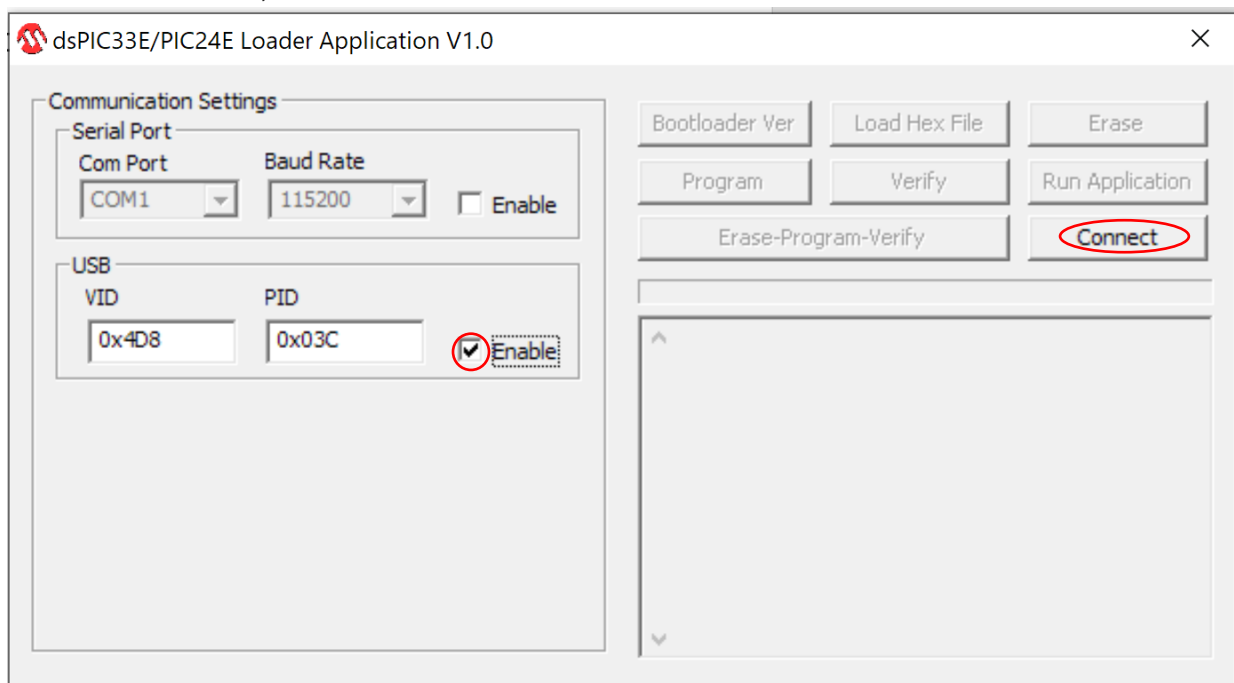 dsPIC33E/PIC24E Loader Application V1.0
Communication Settings
Serial Port
Com Port Baud Rate
COM1 115200 Enable
USB
VID PID
0x4D8 0x03C Enable
Bootloader Ver Load Hex File Erase
Program Verify Run Application
Erase-Program-Verify Connect